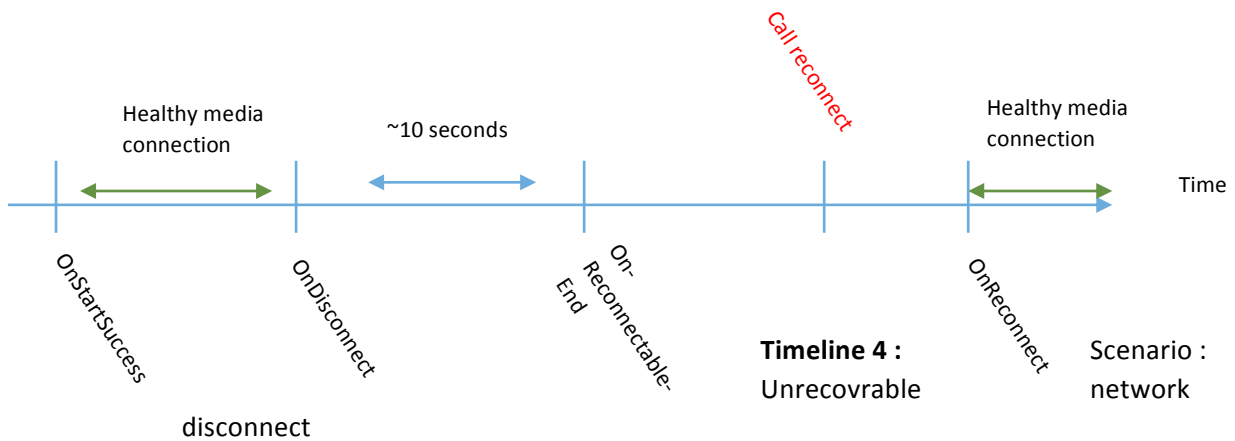 Call reconnect
Healthy media
connection
~10 seconds
Healthy media
connection
Time
OnStartSuccess
OnDisconnect
On-
Reconnectable-
End
OnReconnect
Timeline 4 :
Unrecovrable
Scenario :
network
disconnect